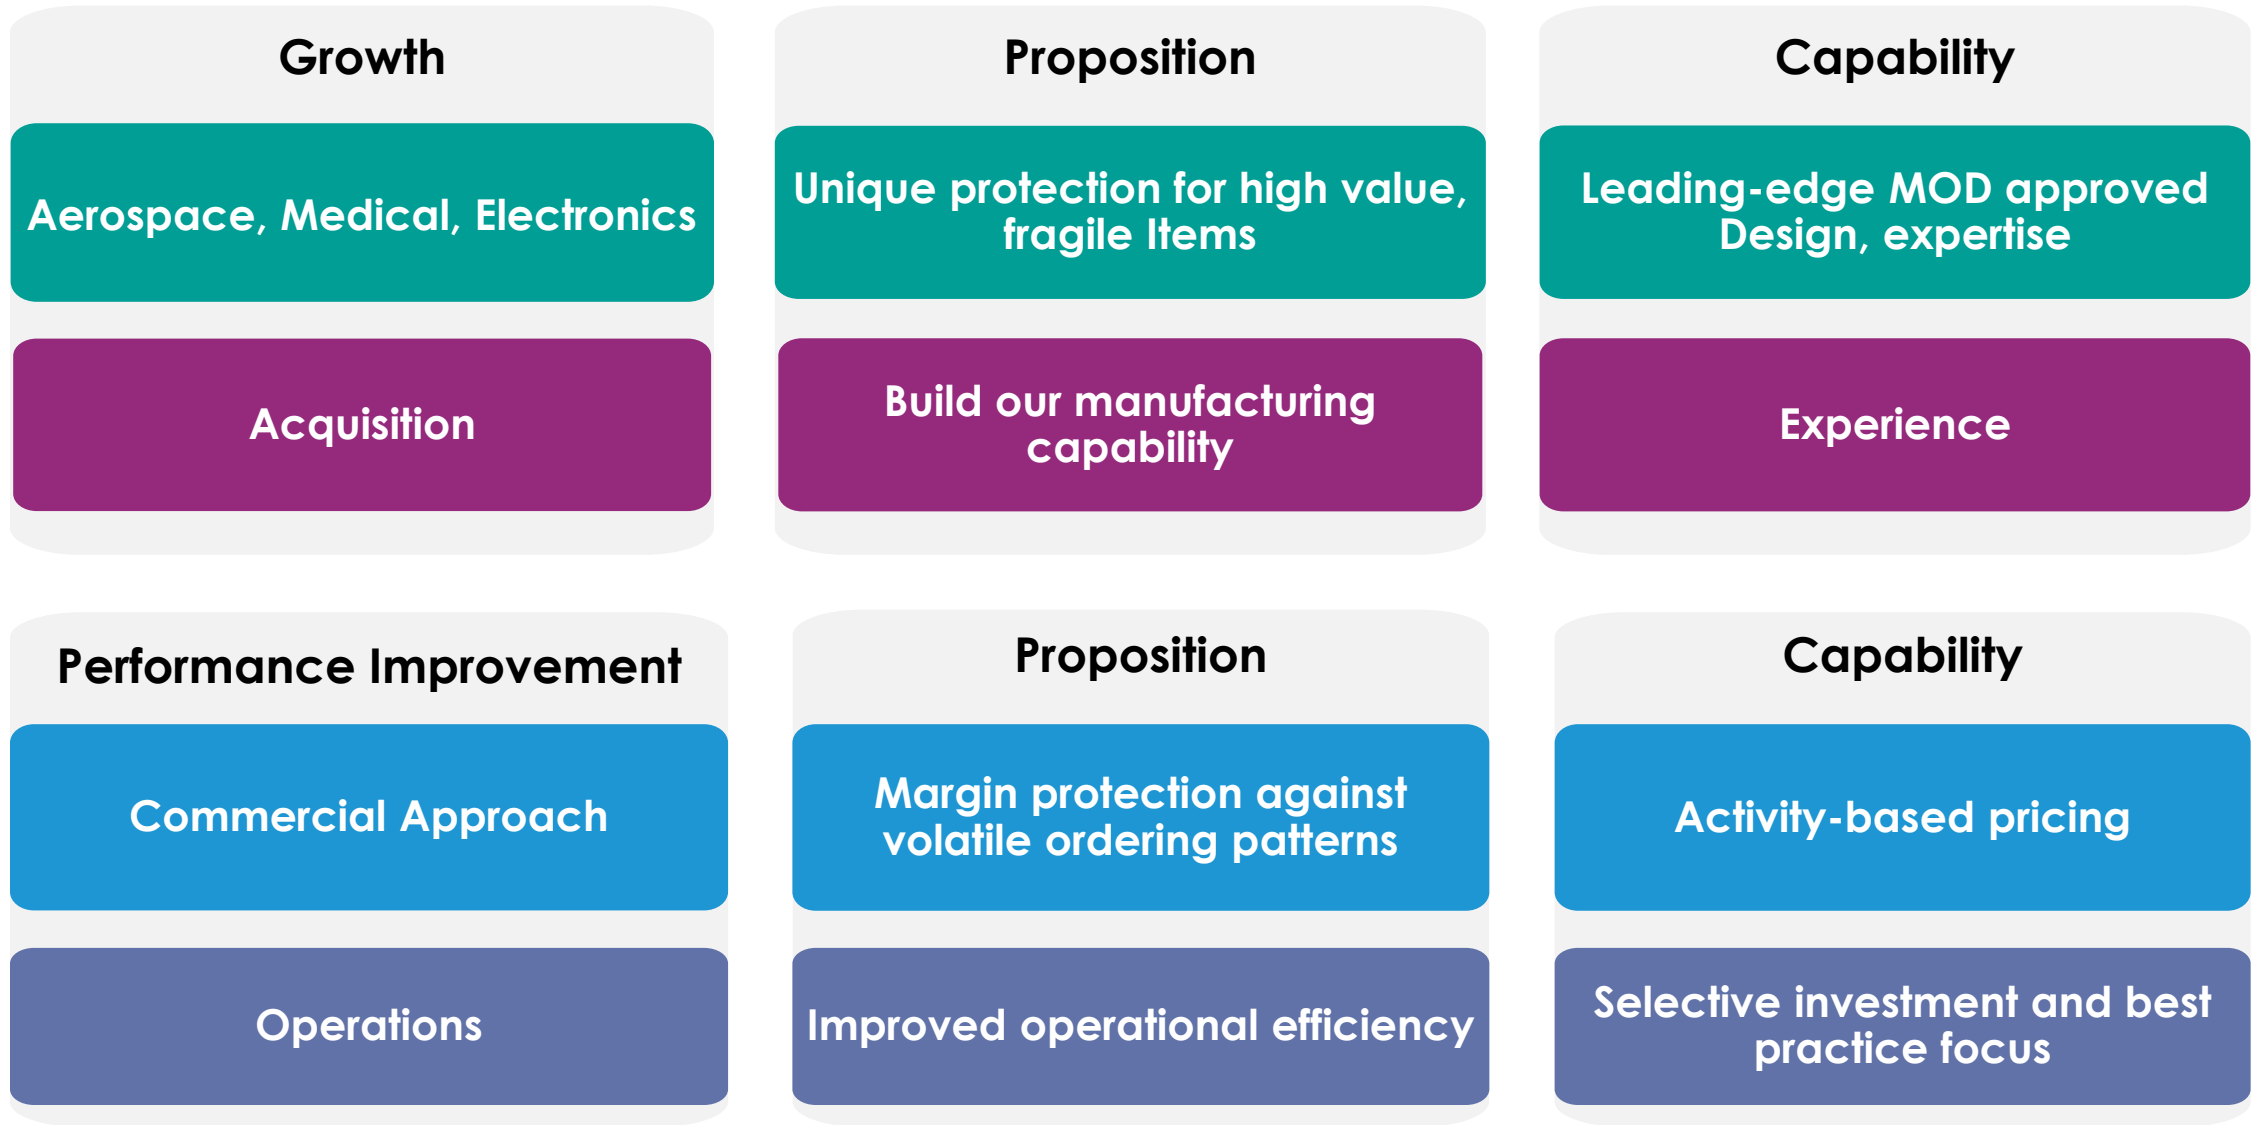 Growth
Proposition
Capability
Aerospace, Medical, Electronics
Unique protection for high value,
fragile Items
Leading-edge MOD approved
Design, expertise
Acquisition
Build our manufacturing
capability
Experience
Performance Improvement
Proposition
Capability
Commercial Approach
Margin protection against
volatile ordering patterns
Activity-based pricing
Operations
Improved operational efficiency
Selective investment and best
practice focus